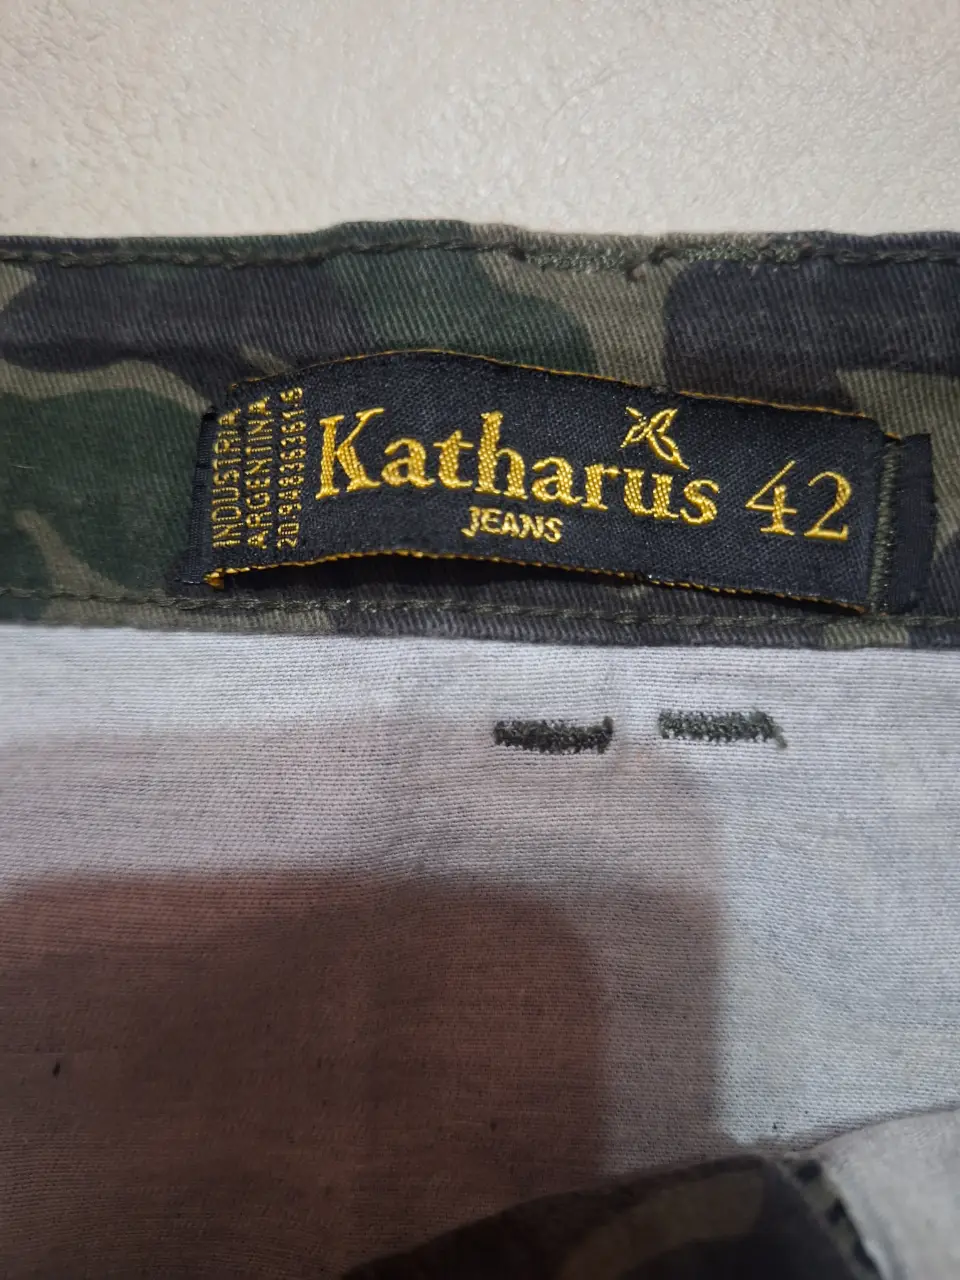 INDUSTRIA
ARGENTINA
Katharus 42
JEANS